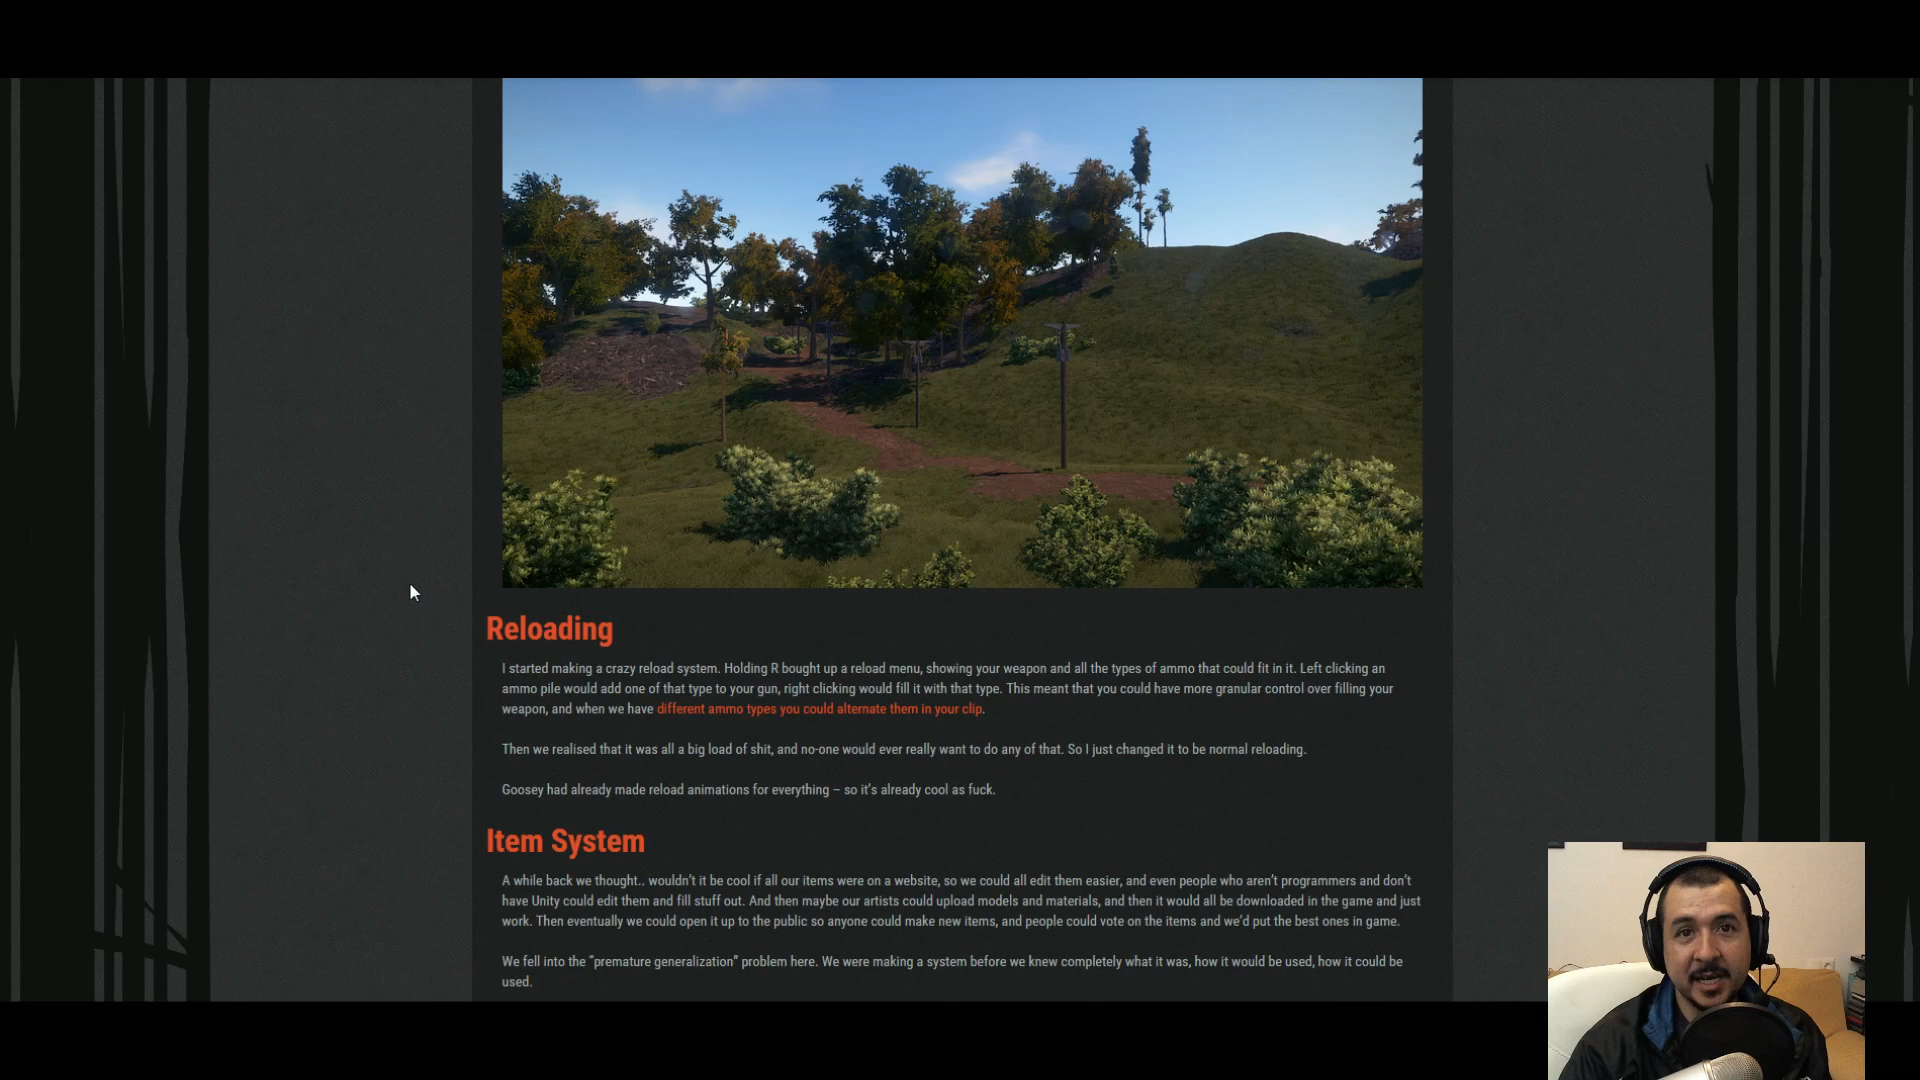 Reloading
I started making a crazy reload system. Holding R bought up a reload menu, showing your weapon and all the types of ammo that could fit in it. Left clicking an
ammo pile would add one of that type to your gun, right clicking would fill it with that type. This meant that you could have more granular control over filling your
weapon, and when we have different ammo types you could alternate them in your clip.
Then we realised that it was all a big load of shit, and no-one would ever really want to do any of that. So I just changed it to be normal reloading.
Goosey had already made reload animations for everything – so it's already cool as fuck.
Item System
A while back we thought.. wouldn't it be cool if all our items were on a website, so we could all edit them easier, and even people who aren't programmers and don't
have Unity could edit them and fill stuff out. And then maybe our artists could upload models and materials, and then it would all be downloaded in the game and just
work. Then eventually we could open it up to the public so anyone could make new items, and people could vote on the items and we'd put the best ones in game.
We fell into the "premature generalization" problem here. We were making a system before we knew completely what it was, how it would be used, how it could be
used.